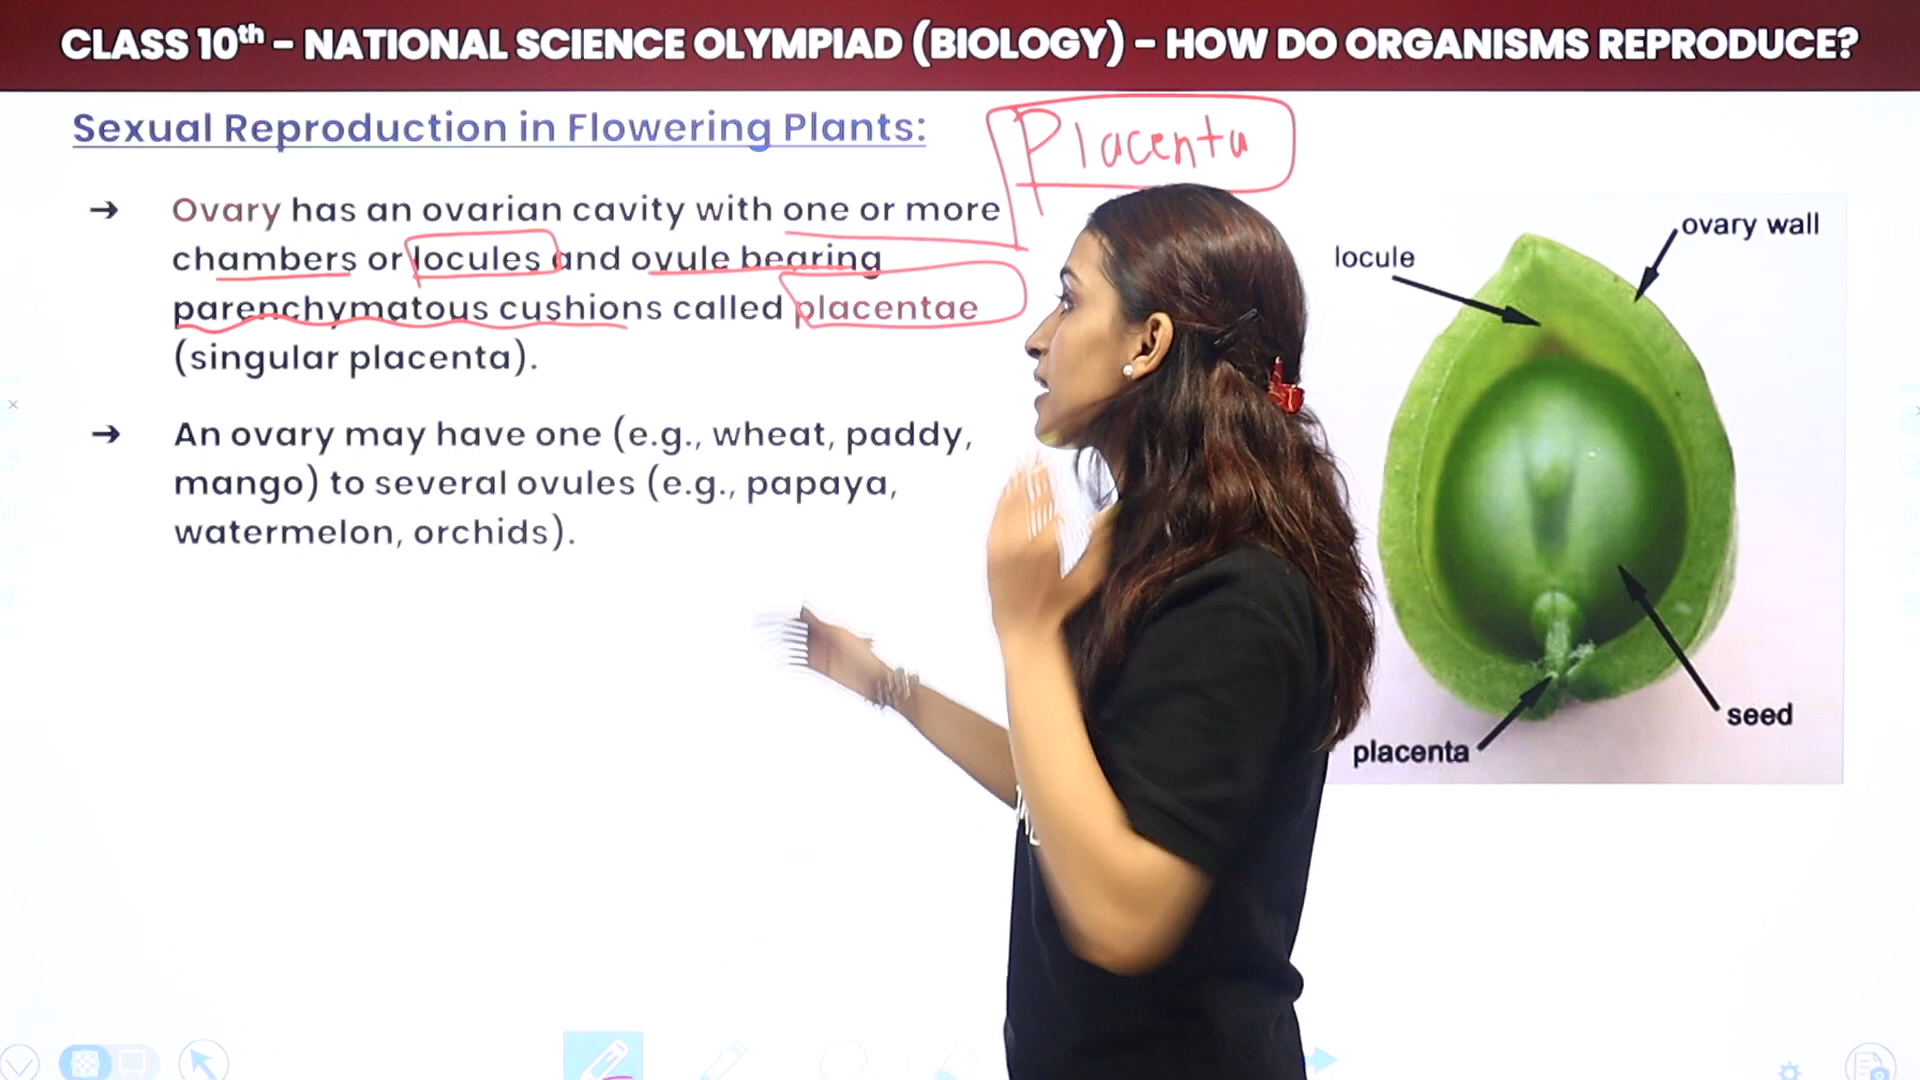 CLASS 10th – NATIONAL SCIENCE OLYMPIAD (BIOLOGY) – HOW DO ORGANISMS REPRODUCE?
Sexual Reproduction in Flowering Plants:
Placenta
→ Ovary has an ovarian cavity with one or more
chambers or locules and ovule bearing
parenchymatous cushions called placentae
(singular placenta).
→ An ovary may have one (e.g., wheat, paddy,
mango) to several ovules (e.g., papaya,
watermelon, orchids).
ovary wall
locule
seed
placenta